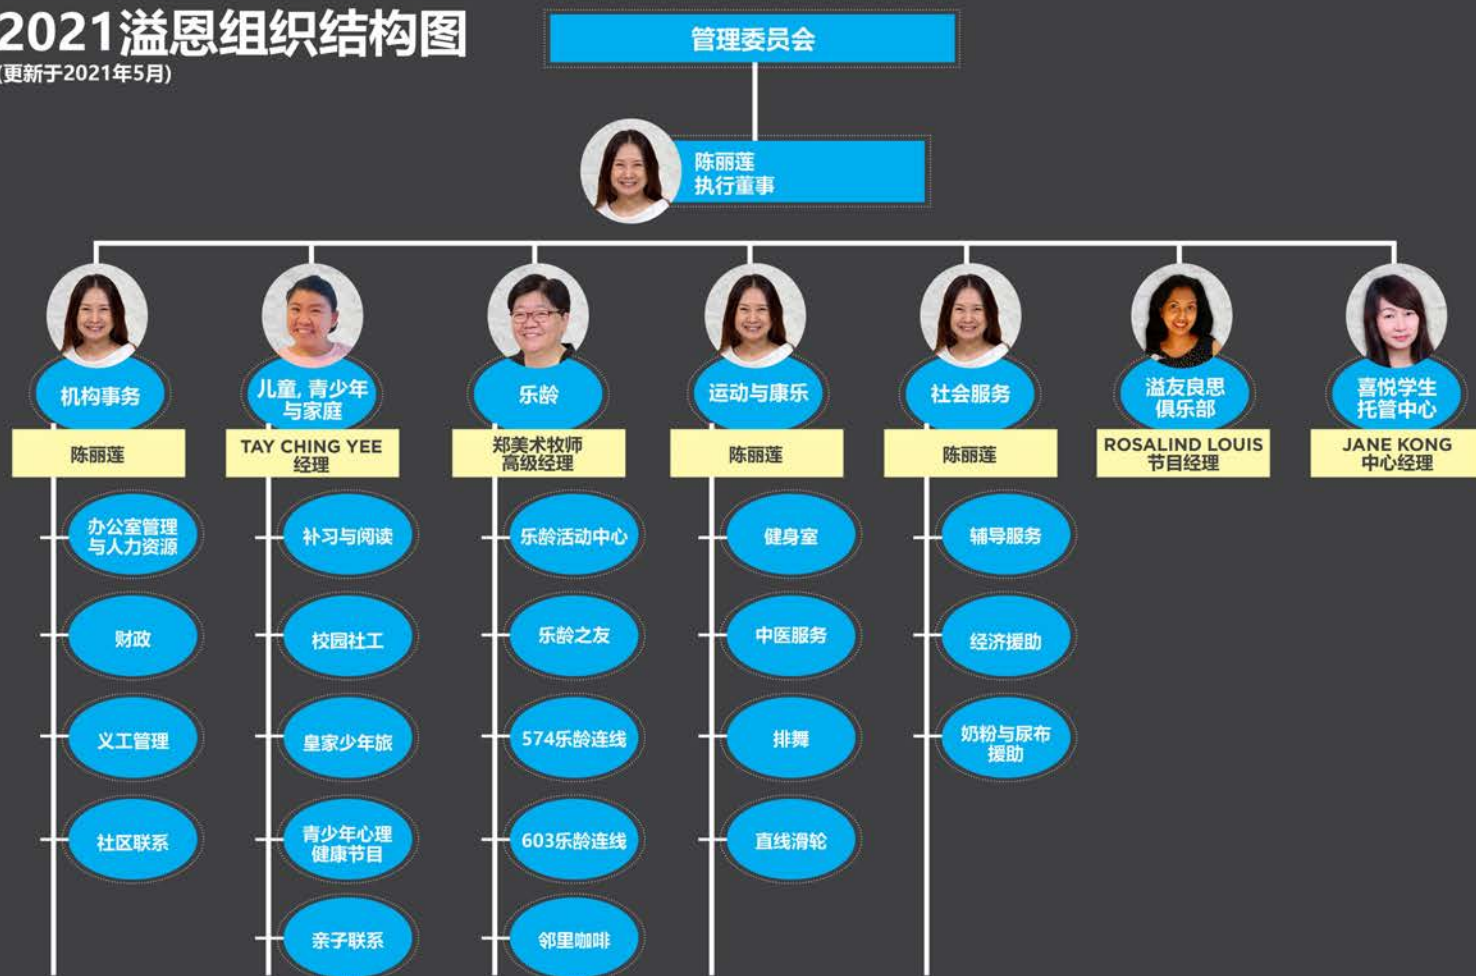 2021溢恩组织结构图
(更新于2021年5月)
管理委员会
陈丽莲
执行董事
机构事务
陈丽莲
办公室管理
与人力资源
财政
义工管理
社区联系
儿童, 青少年
与家庭
TAY CHING YEE
经理
补习与阅读
校园社工
皇家少年旅
青少年心理
健康节目
亲子联系
乐龄
郑美术牧师
高级经理
乐龄活动中心
乐龄之友
574乐龄连线
603乐龄连线
邻里咖啡
运动与康乐
陈丽莲
健身室
中医服务
排舞
直线滑轮
社会服务
陈丽莲
辅导服务
经济援助
奶粉与尿布
援助
溢友良思
俱乐部
ROSALIND LOUIS
节目经理
喜悦学生
托管中心
JANE KONG
中心经理